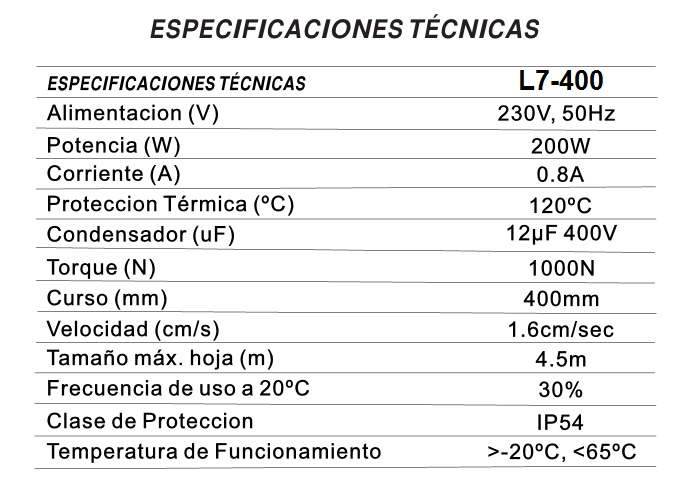 ESPECIFICACIONES TÉCNICAS
ESPECIFICACIONES TÉCNICAS L7-400
Alimentacion (V) 230V, 50Hz
Potencia (W) 200W
Corriente (A) 0.8A
Proteccion Térmica (ºC) 120ºC
Condensador (uF) 12µF 400V
Torque (N) 1000N
Curso (mm) 400mm
Velocidad (cm/s) 1.6cm/sec
Tamaño máx. hoja (m) 4.5m
Frecuencia de uso a 20ºC 30%
Clase de Proteccion IP54
Temperatura de Funcionamiento >-20ºC, <65ºC